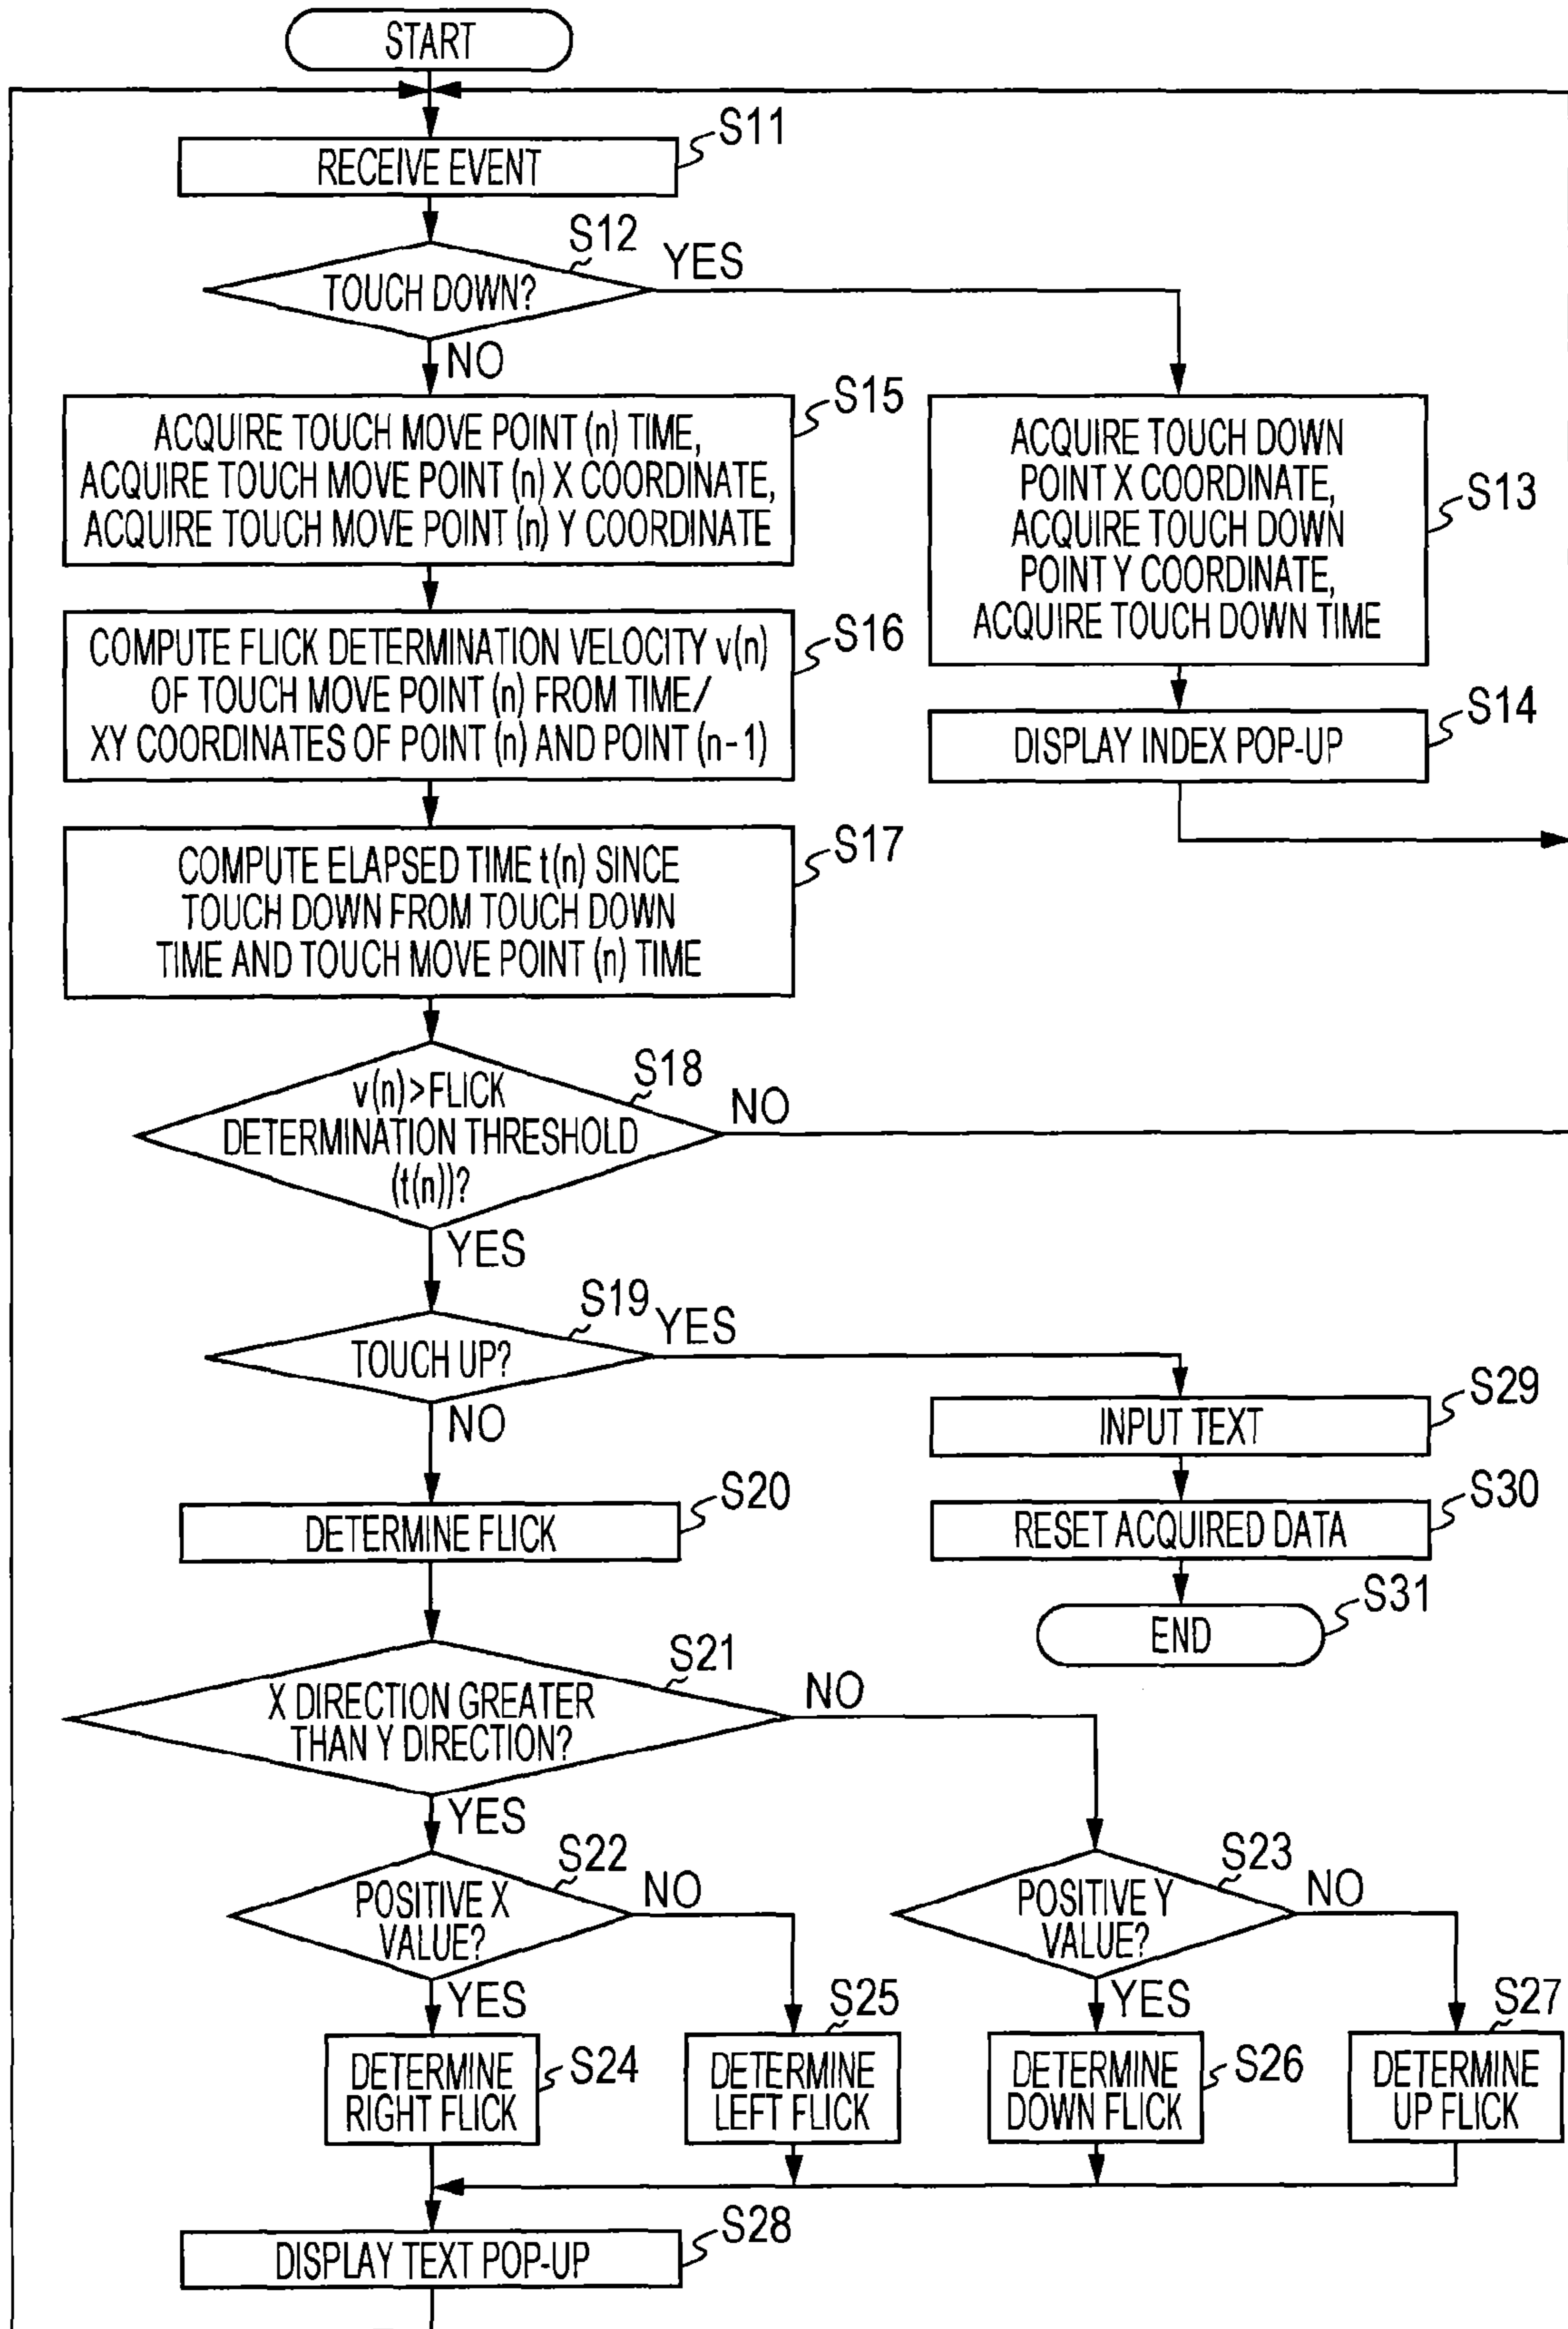 START
S11
RECEIVE EVENT
S12
TOUCH DOWN?
YES
NO
S15
ACQUIRE TOUCH MOVE POINT (n) TIME,
ACQUIRE TOUCH MOVE POINT (n) X COORDINATE,
ACQUIRE TOUCH MOVE POINT (n) Y COORDINATE
S13
ACQUIRE TOUCH DOWN
POINT X COORDINATE,
ACQUIRE TOUCH DOWN
POINT Y COORDINATE,
ACQUIRE TOUCH DOWN TIME
S16
COMPUTE FLICK DETERMINATION VELOCITY v(n)
OF TOUCH MOVE POINT (n) FROM TIME/
XY COORDINATES OF POINT (n) AND POINT (n-1)
S14
DISPLAY INDEX POP-UP
S17
COMPUTE ELAPSED TIME t(n) SINCE
TOUCH DOWN FROM TOUCH DOWN
TIME AND TOUCH MOVE POINT (n) TIME
S18
v(n)>FLICK
DETERMINATION THRESHOLD
(t(n))?
NO
YES
S19
TOUCH UP?
YES
NO
S29
INPUT TEXT
S20
DETERMINE FLICK
S30
RESET ACQUIRED DATA
S31
END
S21
X DIRECTION GREATER
THAN Y DIRECTION?
NO
YES
S22
POSITIVE X
VALUE?
NO
YES
S23
POSITIVE Y
VALUE?
NO
YES
S24
DETERMINE
RIGHT FLICK
S25
DETERMINE
LEFT FLICK
S26
DETERMINE
DOWN FLICK
S27
DETERMINE
UP FLICK
S28
DISPLAY TEXT POP-UP